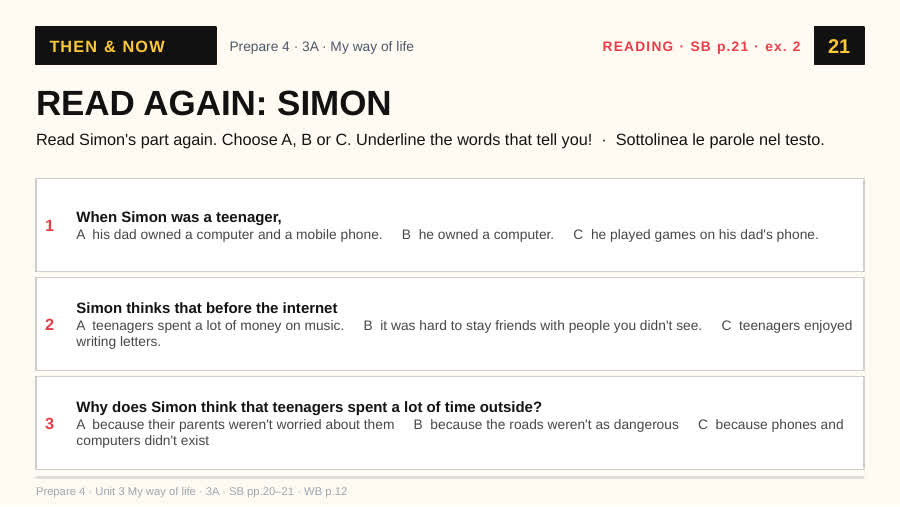 THEN & NOW
Prepare 4 · 3A · My way of life
READING · SB p.21 · ex. 2
21
READ AGAIN: SIMON
Read Simon's part again. Choose A, B or C. Underline the words that tell you! · Sottolinea le parole nel testo.
1
When Simon was a teenager,
A his dad owned a computer and a mobile phone. B he owned a computer. C he played games on his dad's phone.
2
Simon thinks that before the internet
A teenagers spent a lot of money on music. B it was hard to stay friends with people you didn't see. C teenagers enjoyed
writing letters.
3
Why does Simon think that teenagers spent a lot of time outside?
A because their parents weren't worried about them B because the roads weren't as dangerous C because phones and
computers didn't exist
Prepare 4 · Unit 3 My way of life · 3A · SB pp.20–21 · WB p.12